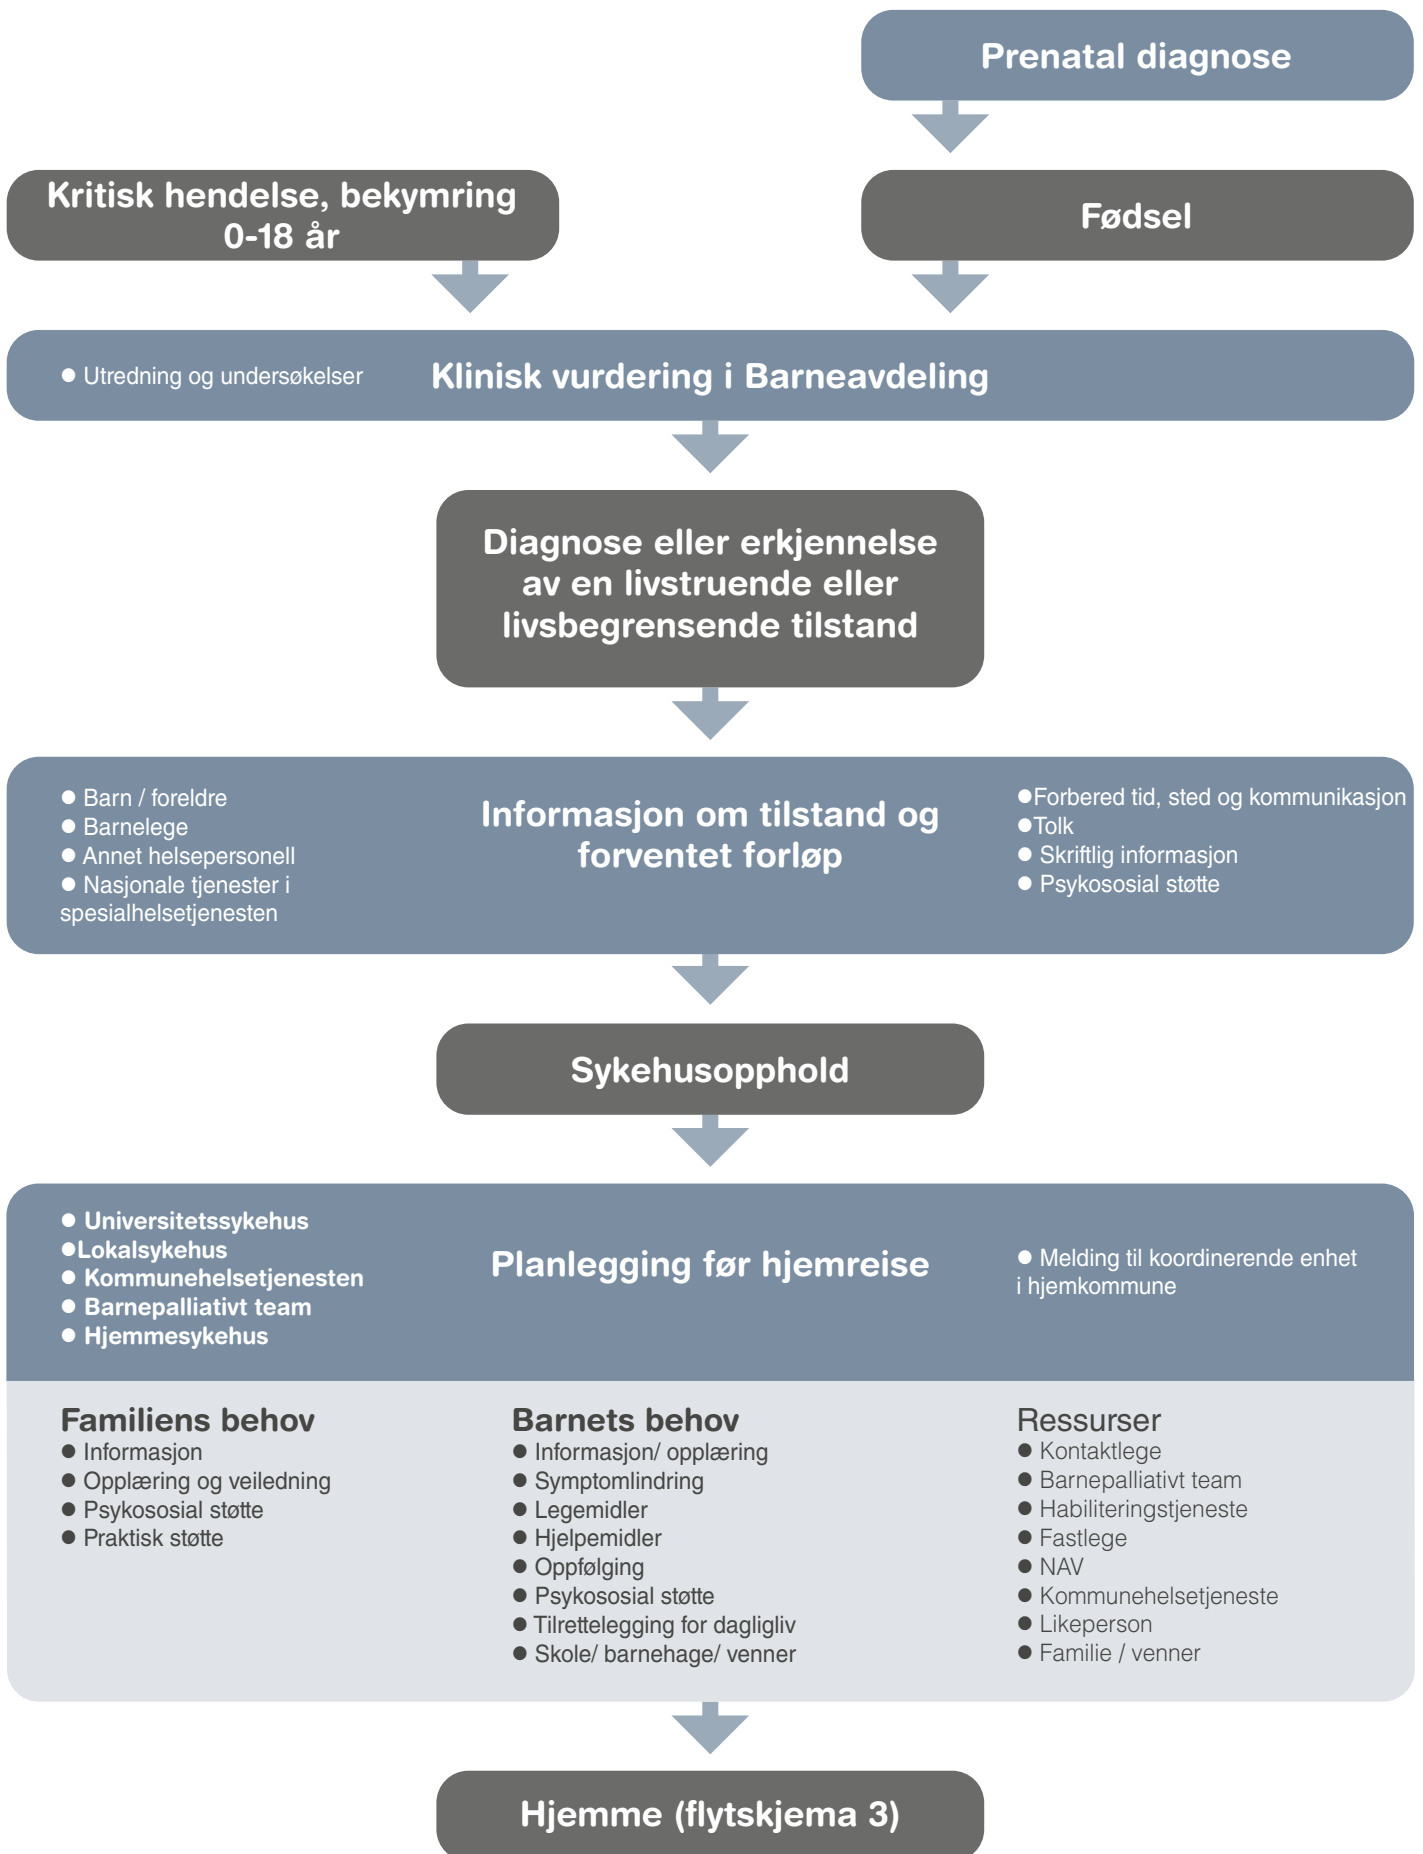 Prenatal diagnose
Kritisk hendelse, bekymring
0-18 år
Fødsel
● Utredning og undersøkelser
Klinisk vurdering i Barneavdeling
Diagnose eller erkjennelse
av en livstruende eller
livsbegrensende tilstand
● Barn / foreldre
● Barnelege
● Annet helsepersonell
● Nasjonale tjenester i
spesialhelsetjenesten
Informasjon om tilstand og
forventet forløp
●Forbered tid, sted og kommunikasjon
●Tolk
● Skriftlig informasjon
● Psykososial støtte
Sykehusopphold
● Universitetssykehus
●Lokalsykehus
● Kommunehelsetjenesten
● Barnepalliativt team
● Hjemmesykehus
Planlegging før hjemreise
● Melding til koordinerende enhet
i hjemkommune
Familiens behov
● Informasjon
● Opplæring og veiledning
● Psykososial støtte
● Praktisk støtte
Barnets behov
● Informasjon/ opplæring
● Symptomlindring
● Legemidler
● Hjelpemidler
● Oppfølging
● Psykososial støtte
● Tilrettelegging for dagligliv
● Skole/ barnehage/ venner
Ressurser
● Kontaktlege
● Barnepalliativt team
● Habiliteringstjeneste
● Fastlege
● NAV
● Kommunehelsetjeneste
● Likeperson
● Familie / venner
Hjemme (flytskjema 3)